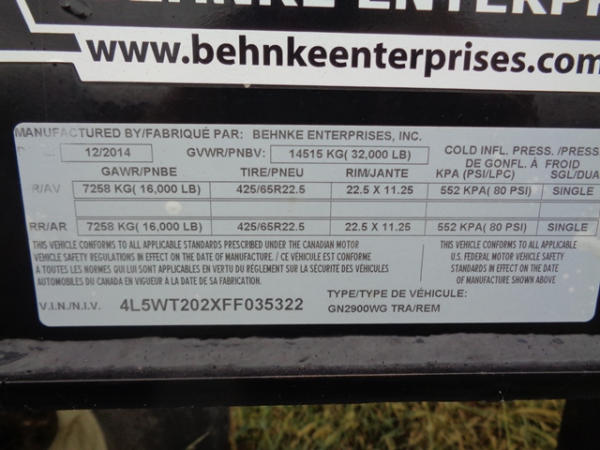 BEHNKE ENTERPR
www.behnkeenterprises.com
MANUFACTURED BY/FABRIQUÉ PAR: BEHNKE ENTERPRISES, INC.
12/2014 GVWR/PNBV: 14515 KG( 32,000 LB) COLD INFL. PRESS. /PRESS.
DE GONFL. À FROID
GAWR/PNBE TIRE/PNEU RIM/JANTE KPA (PSI/LPC) SGL/DUA
R/AV 7258 KG( 16,000 LB) 425/65R22.5 22.5 X 11.25 552 KPA( 80 PSI) SINGLE
RR/AR 7258 KG( 16,000 LB) 425/65R22.5 22.5 X 11.25 552 KPA( 80 PSI) SINGLE
THIS VEHICLE CONFORMS TO ALL APPLICABLE STANDARDS PRESCRIBED UNDER THE CANADIAN MOTOR
VEHICLE SAFETY REGULATIONS IN EFFECT ON THE DATE OF MANUFACTURE. / CE VÉHICULE EST CONFORME
A TOUTES LES NORMES QUI LUI SONT APPLICABLES EN VERTU DU RÈGLEMENT SUR LA SÉCURITÉ DES VÉHICULES
AUTOMOBILES DU CANADA EN VIGUEUR A LA DATE DE SA FABRICATION.
THIS VEHICLE CONFORMS TO ALL APPLICABLE
U.S. FEDERAL MOTOR VEHICLE SAFETY
STANDARDS IN EFFECT ON THE DATE
OF MANUFACTURE SHOWN ABOVE.
V.I.N./N.I.V. 4L5WT202XFF035322
TYPE/TYPE DE VÉHICULE:
GN2900WG TRA/REM